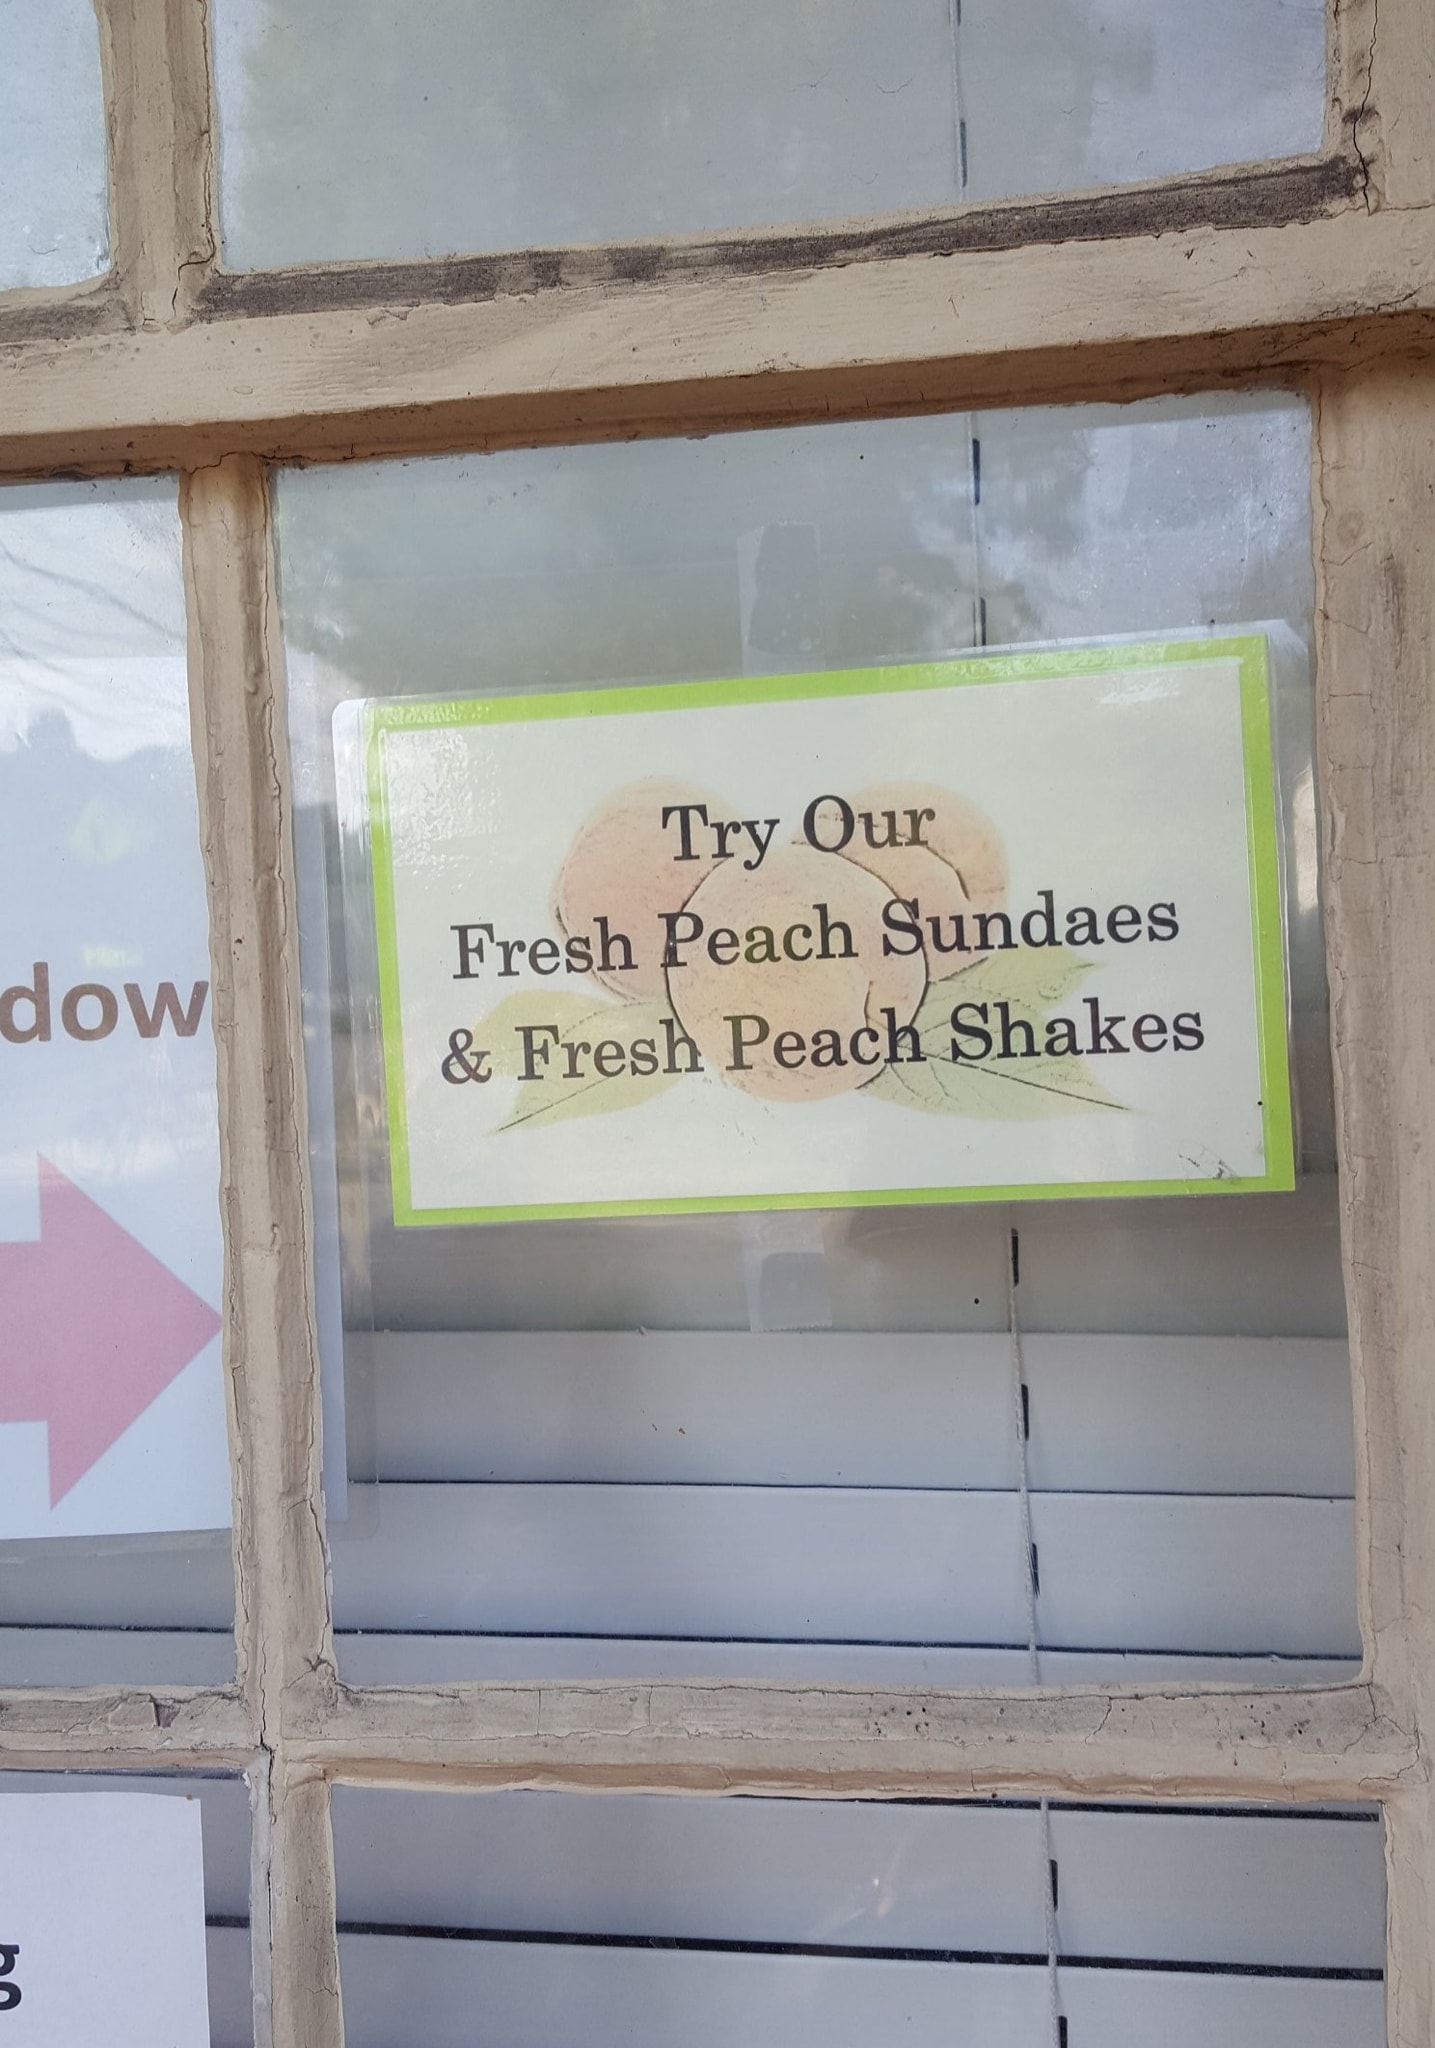 Try Our
Fresh Peach Sundaes
& Fresh Peach Shakes
dow
g